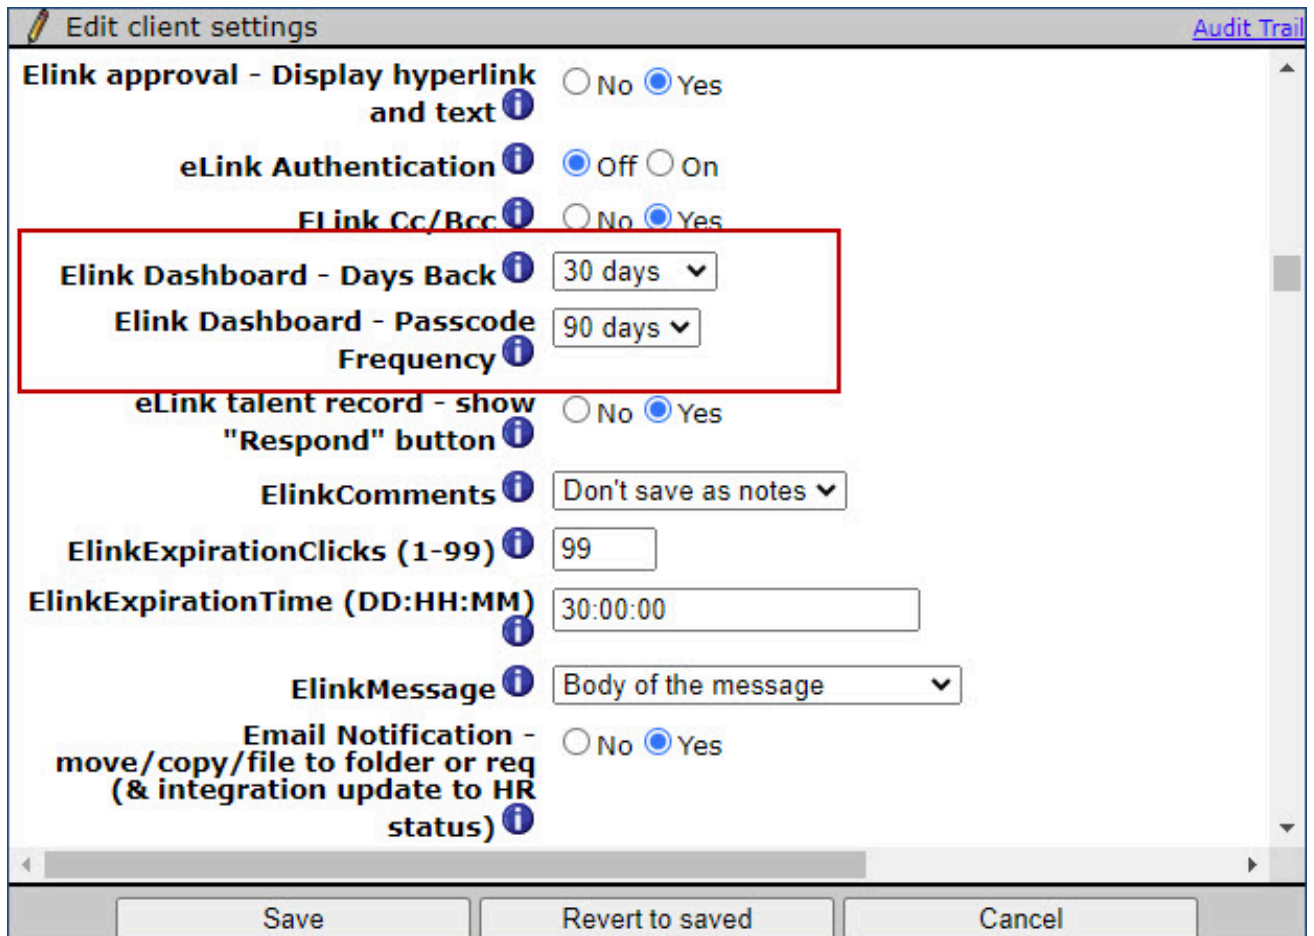 Edit client settings Audit Trail
Elink approval - Display hyperlink
and text No Yes
eLink Authentication Off On
ELink Cc/Bcc No Yes
Elink Dashboard - Days Back 30 days
Elink Dashboard - Passcode
Frequency 90 days
eLink talent record - show
"Respond" button No Yes
ElinkComments Don't save as notes
ElinkExpirationClicks (1-99) 99
ElinkExpirationTime (DD:HH:MM) 30:00:00
ElinkMessage Body of the message
Email Notification -
move/copy/file to folder or req
(& integration update to HR
status) No Yes
Save Revert to saved Cancel